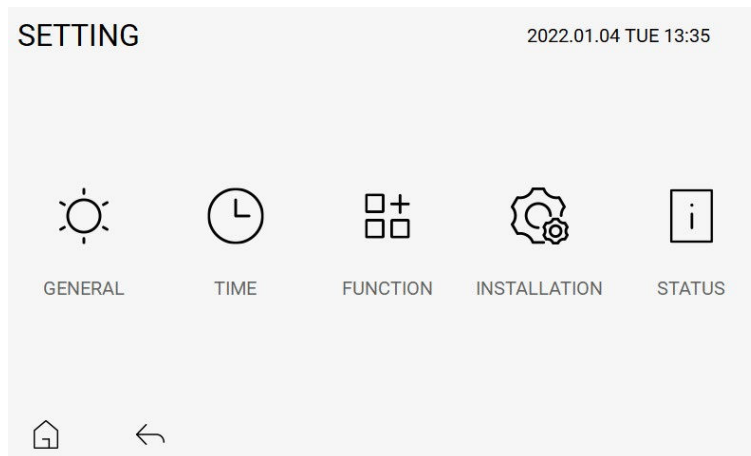 SETTING
2022.01.04 TUE 13:35
GENERAL
TIME
FUNCTION
INSTALLATION
STATUS